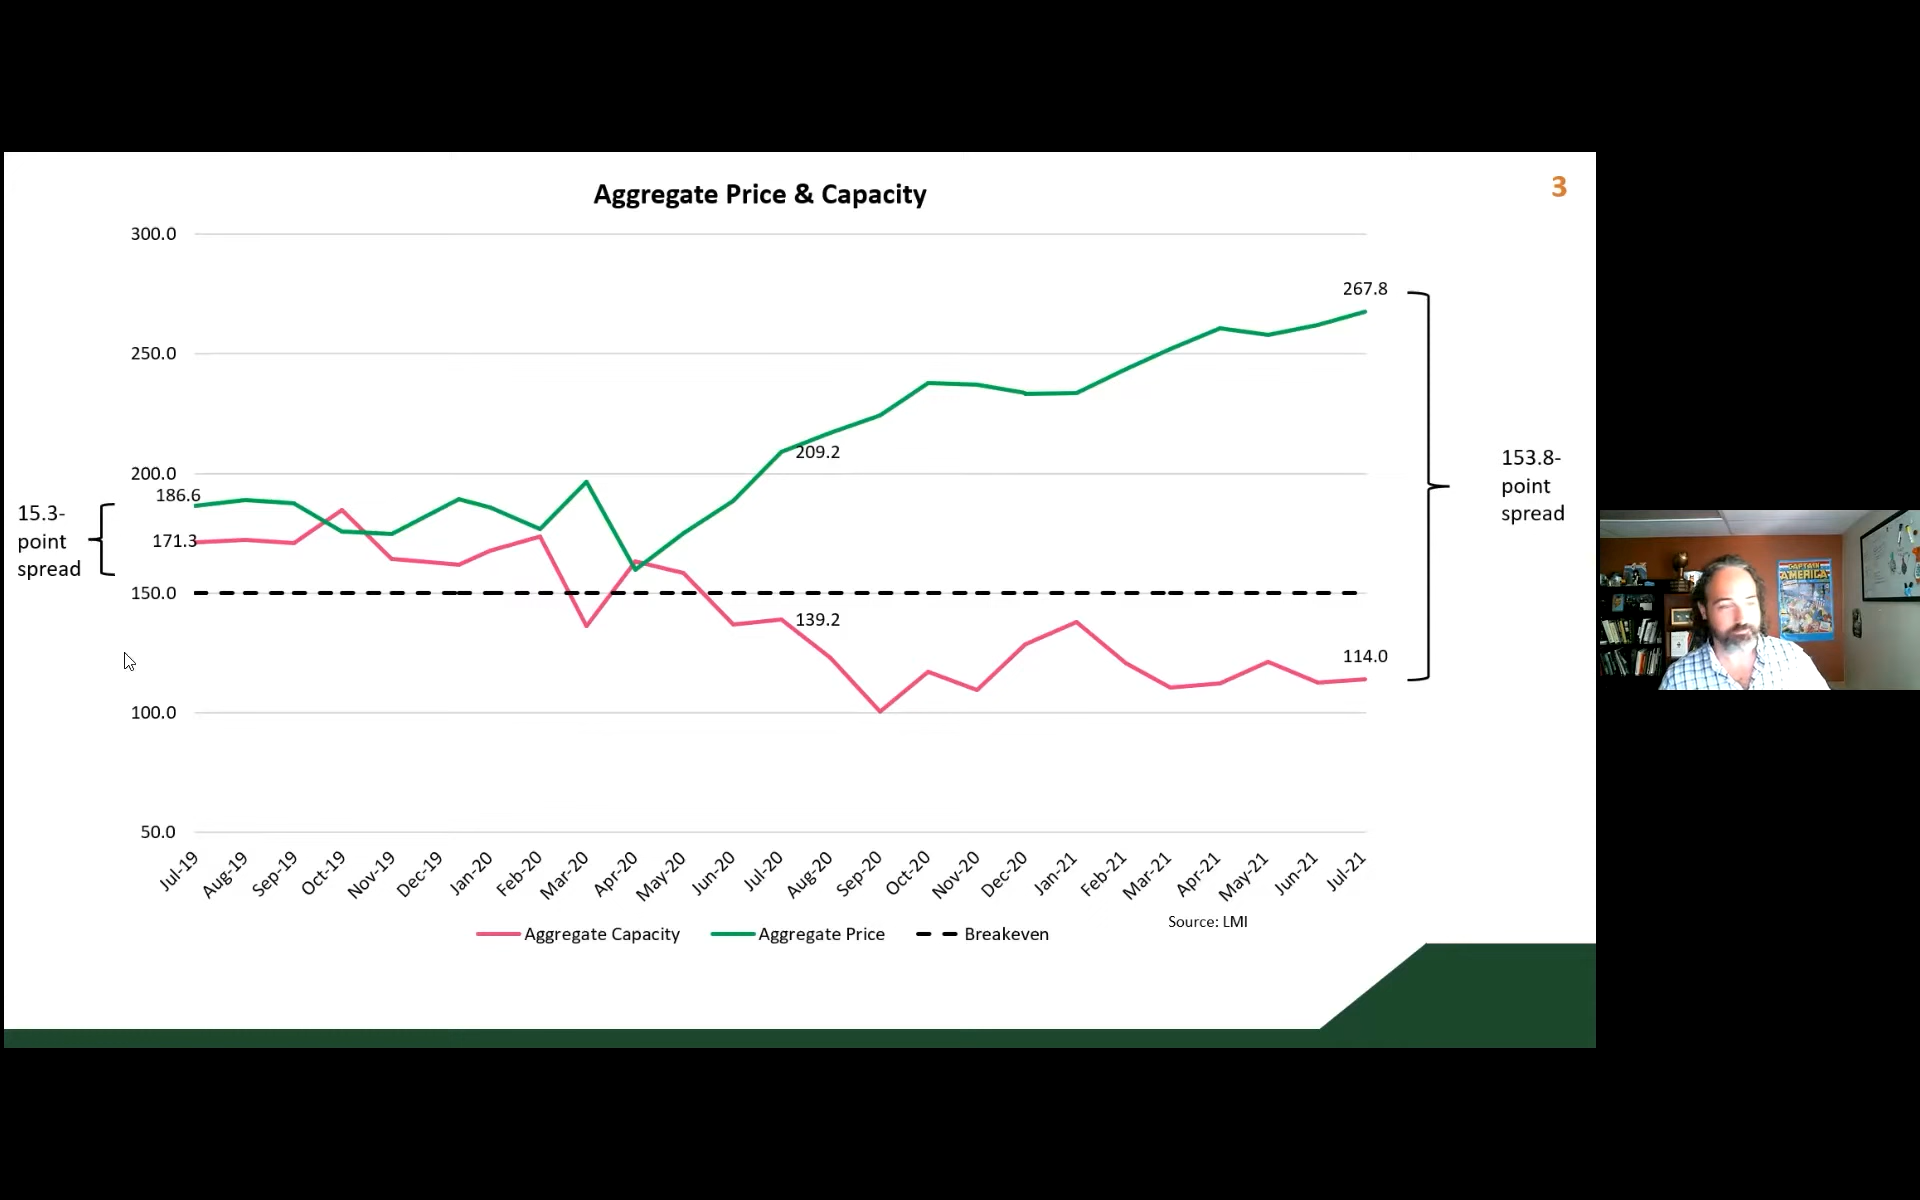 Aggregate Price & Capacity
3
300.0
250.0
200.0
150.0
100.0
50.0
267.8
209.2
186.6
171.3
139.2
114.0
15.3-
point
spread
153.8-
point
spread
Jul-19
Aug-19
Sep-19
Oct-19
Nov-19
Dec-19
Jan-20
Feb-20
Mar-20
Apr-20
May-20
Jun-20
Jul-20
Aug-20
Sep-20
Oct-20
Nov-20
Dec-20
Jan-21
Feb-21
Mar-21
Apr-21
May-21
Jun-21
Jul-21
Source: LMI
Aggregate Capacity
Aggregate Price
Breakeven
CAPTAIN
AMERICA